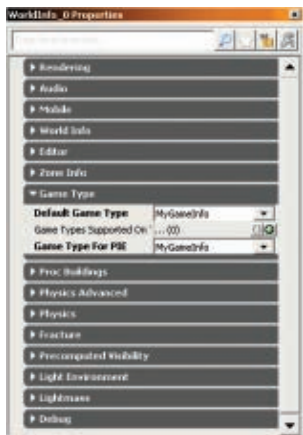 WorldInfo_0 Properties
Rendering
Audio
Mobile
World Info
Editor
Zone Info
Game Type
Default Game Type MyGameInfo
Game Types Supported On ... (0)
Game Type For PIE MyGameInfo
Proc Buildings
Physics Advanced
Physics
Fracture
Precomputed Visibility
Light Environment
Lightmass
Debug